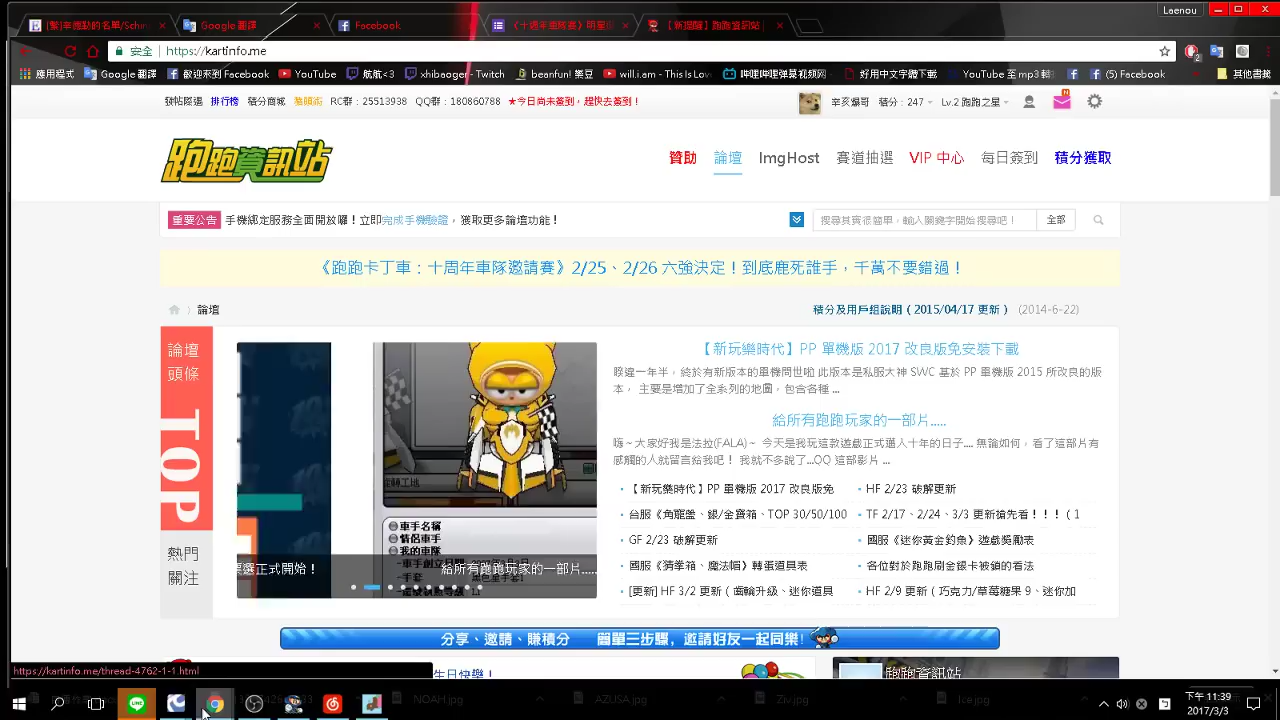 Laenou
Google 翻譯
Facebook
【新提醒】跑跑資訊站
安全 | https://kartinfo.me
應用程式
Google 翻譯
歡迎來到 Facebook
YouTube
航航<3
xhibaoger - Twitch
beanfun! 樂豆
will.i.am - This Is Lov
嗶哩嗶哩彈幕視頻網
好用中文字體下載
YouTube 至 mp3 轉
(5) Facebook
其他書籤
排行榜
積分商城
RC群：25513938
QQ群：180860788
★今日尚未簽到，趕快去簽到！
辛亥爆哥
積分：247
Lv.2 跑跑之星
跑跑資訊站
贊助
論壇
ImgHost
賽道抽選
VIP 中心
每日簽到
積分獲取
重要公告
手機綁定服務全面開放囉！立即完成手機驗證，獲取更多論壇功能！
搜尋其實很簡單，輸入關鍵字開始搜尋吧！
全部
《跑跑卡丁車：十周年車隊邀請賽》2/25、2/26 六強決定！到底鹿死誰手，千萬不要錯過！
論壇
積分及用戶組說明（2015/04/17 更新）
(2014-6-22)
論壇
頭條
TOP
熱門
關注
車手名稱
情侶車手
我的車隊
給所有跑跑玩家的一部片.....
【新玩樂時代】PP 單機版 2017 改良版免安裝下載
睽違一年半，終於有新版本的單機問世啦 此版本是私服大神 SWC 基於 PP 單機版 2015 所改良的版
本， 主要是增加了全系列的地圖，包含各種 ...
給所有跑跑玩家的一部片.....
嗨~ 大家好我是法拉(FALA)~ 今天是我玩這款遊戲正式邁入十年的日子.... 無論如何，看了這部片有
感觸的人就留言給我吧！ 我就不多說了...QQ 這部影片 ...
【新玩樂時代】PP 單機版 2017 改良版免
HF 2/23 破解更新
台服《角龍盔、銀/金寶箱、TOP 30/50/100
TF 2/17、2/24、3/3 更新搶先看！！！（1
GF 2/23 破解更新
國服《迷你黃金釣魚》遊戲獎勵表
國服《猜拳箱、魔法帽》轉蛋道具表
各位對於跑跑刷金銀卡被鎖的看法
[更新] HF 3/2 更新（齒輪升級、迷你道具
HF 2/9 更新（巧克力/草莓糖果 9、迷你加
分享、邀請、賺積分 簡單三步驟，邀請好友一起同樂!
https://kartinfo.me/thread-4762-1-1.html
生日快樂！
跑跑資訊站
NOAH.jpg
AZUSA.jpg
Ziv.jpg
Ice.jpg
下午 11:39
2017/3/3